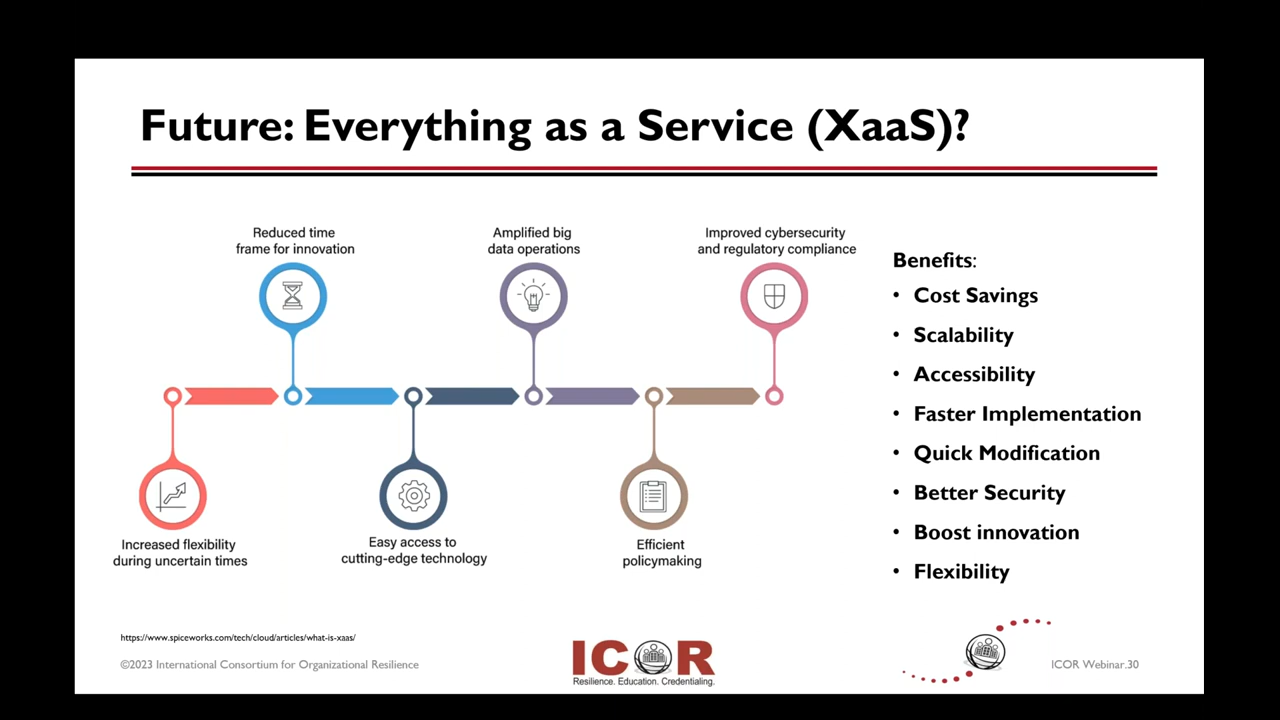 Future: Everything as a Service (XaaS)?
Reduced time
frame for innovation
Amplified big
data operations
Improved cybersecurity
and regulatory compliance
Increased flexibility
during uncertain times
Easy access to
cutting-edge technology
Efficient
policymaking
Benefits:
• Cost Savings
• Scalability
• Accessibility
• Faster Implementation
• Quick Modification
• Better Security
• Boost innovation
• Flexibility
https://www.spiceworks.com/tech/cloud/articles/what-is-xaas/
©2023 International Consortium for Organizational Resilience
ICOR
Resilience. Education. Credentialing.
ICOR Webinar.30